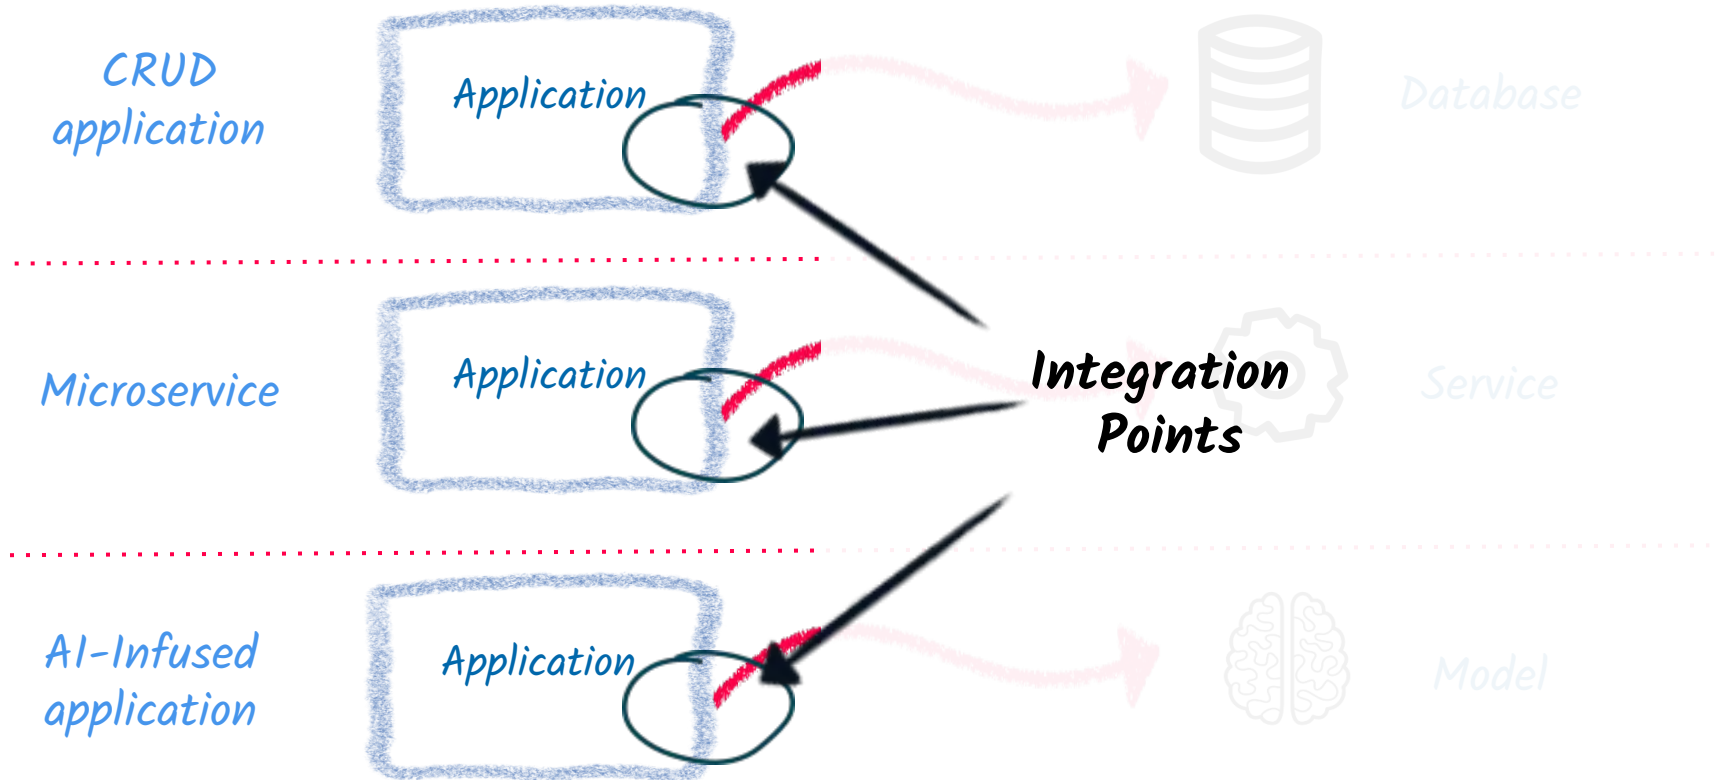 CRUD
application
Application
Database
Microservice
Application
Integration
Points
Service
AI-Infused
application
Application
Model